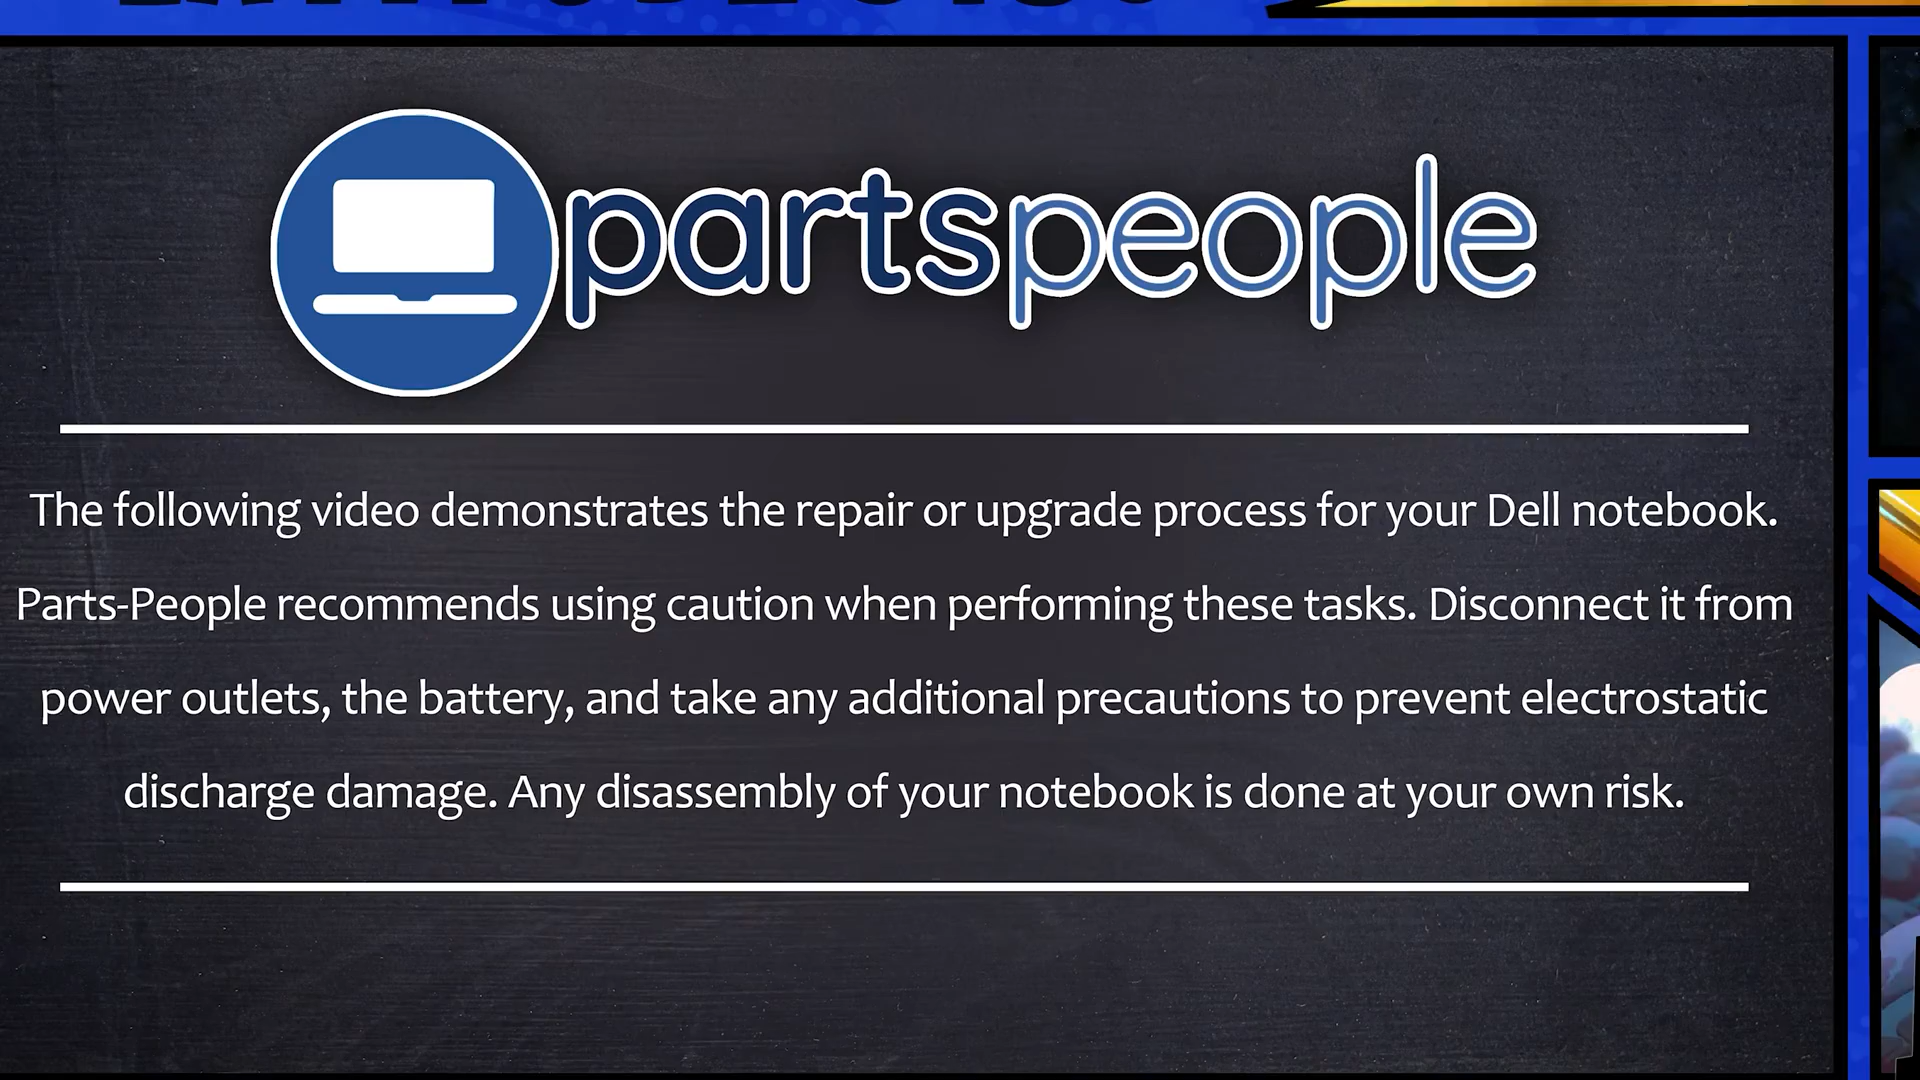 partspeople
The following video demonstrates the repair or upgrade process for your Dell notebook.
Parts-People recommends using caution when performing these tasks. Disconnect it from
power outlets, the battery, and take any additional precautions to prevent electrostatic
discharge damage. Any disassembly of your notebook is done at your own risk.